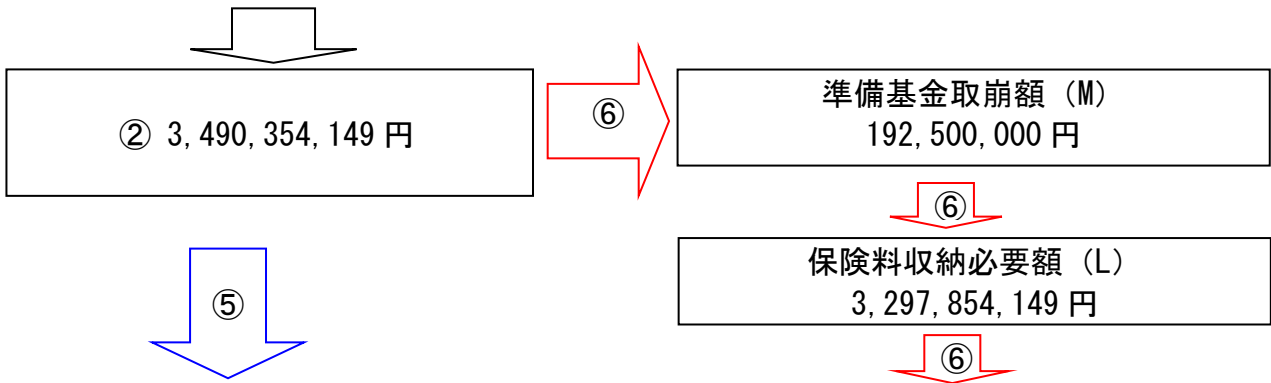 ② 3,490,354,149 円
⑥
準備基金取崩額（M）
192,500,000 円
⑥
保険料収納必要額（L）
3,297,854,149 円
⑤
⑥